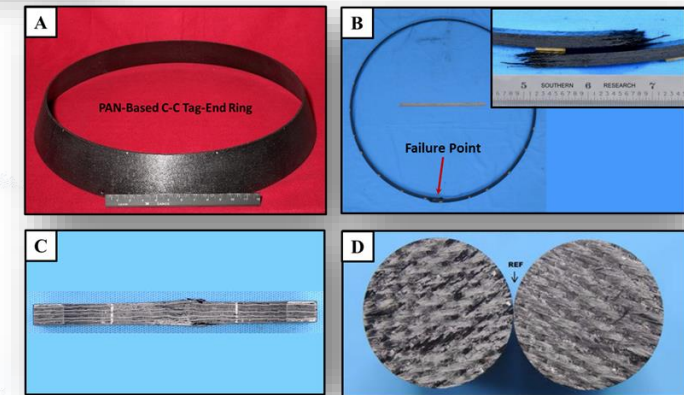 A
PAN-Based C-C Tag-End Ring
B
5 SOUTHERN 6 RESEARCH 7
Failure Point
C
D
REF